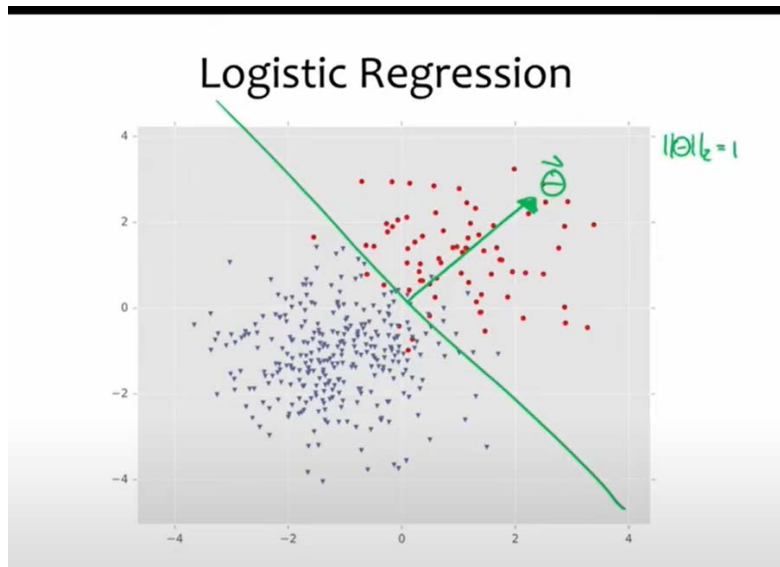 Logistic Regression
4
2
0
−2
−4
−4 −2 0 2 4
||Θ||₂ = 1
Θ⃗